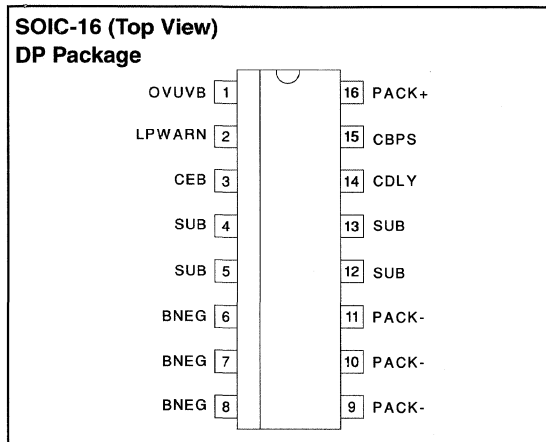 SOIC-16 (Top View)
DP Package
OVUVB 1 16 PACK+
LPWARN 2 15 CBPS
CEB 3 14 CDLY
SUB 4 13 SUB
SUB 5 12 SUB
BNEG 6 11 PACK-
BNEG 7 10 PACK-
BNEG 8 9 PACK-